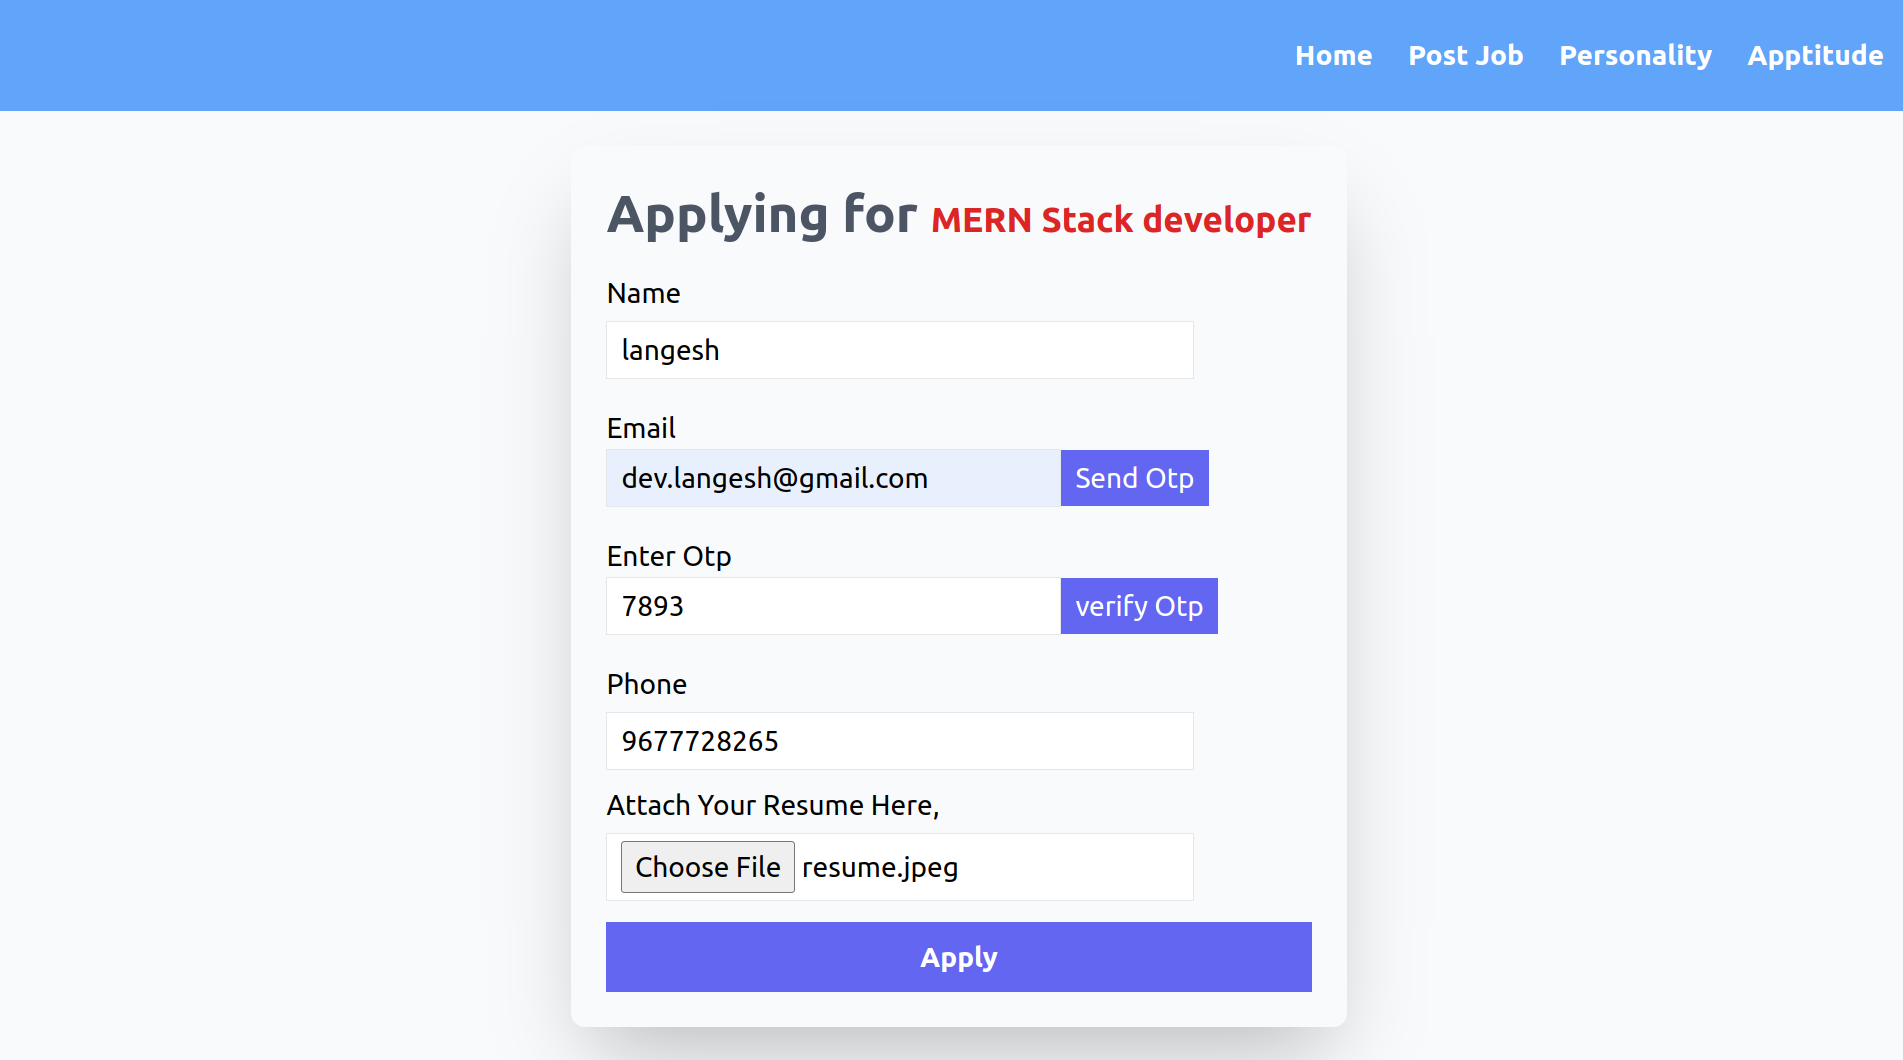 Home Post Job Personality Apptitude
Applying for MERN Stack developer
Name
langesh
Email
dev.langesh@gmail.com Send Otp
Enter Otp
7893 verify Otp
Phone
9677728265
Attach Your Resume Here,
Choose File resume.jpeg
Apply